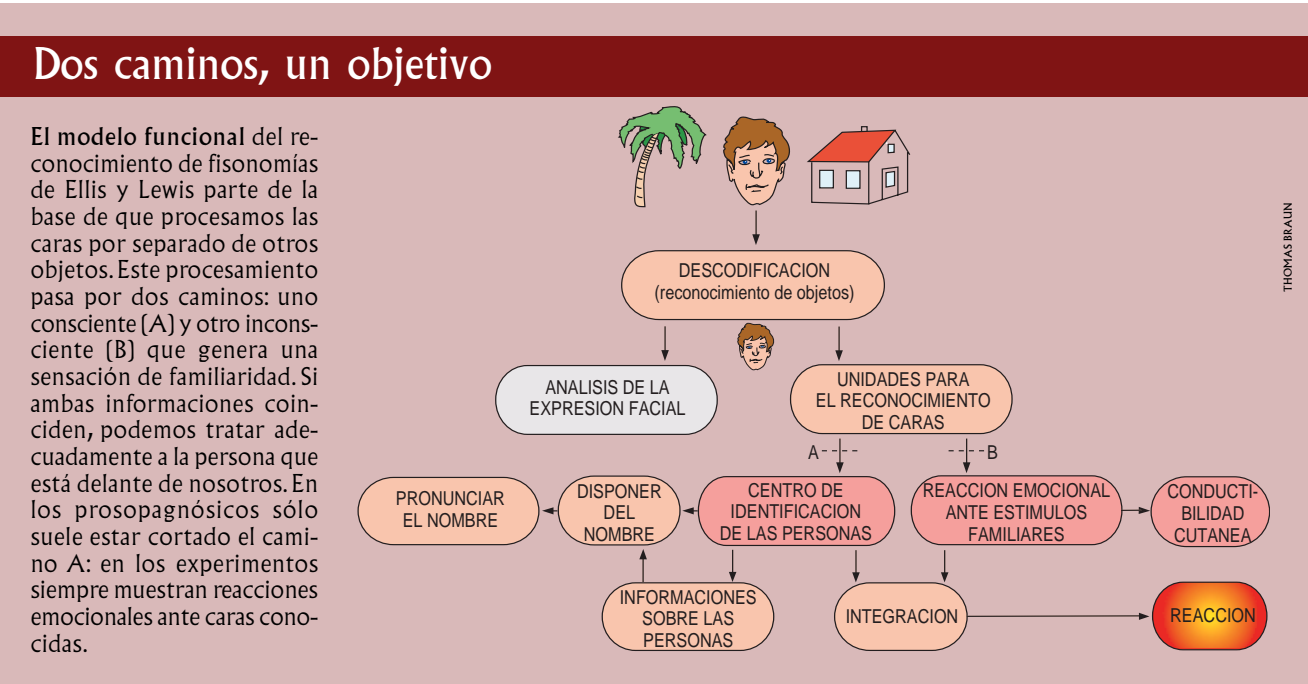 Dos caminos, un objetivo
El modelo funcional del re-
conocimiento de fisonomías
de Ellis y Lewis parte de la
base de que procesamos las
caras por separado de otros
objetos. Este procesamiento
pasa por dos caminos: uno
consciente (A) y otro incons-
ciente (B) que genera una
sensación de familiaridad. Si
ambas informaciones coin-
ciden, podemos tratar ade-
cuadamente a la persona que
está delante de nosotros. En
los prosopagnósicos sólo
suele estar cortado el cami-
no A: en los experimentos
siempre muestran reacciones
emocionales ante caras cono-
cidas.
DESCODIFICACION
(reconocimiento de objetos)
ANALISIS DE LA
EXPRESION FACIAL
UNIDADES PARA
EL RECONOCIMIENTO
DE CARAS
A
B
PRONUNCIAR
EL NOMBRE
DISPONER
DEL
NOMBRE
CENTRO DE
IDENTIFICACION
DE LAS PERSONAS
REACCION EMOCIONAL
ANTE ESTIMULOS
FAMILIARES
CONDUCTI-
BILIDAD
CUTANEA
INFORMACIONES
SOBRE LAS
PERSONAS
INTEGRACION
REACCION
THOMAS BRAUN